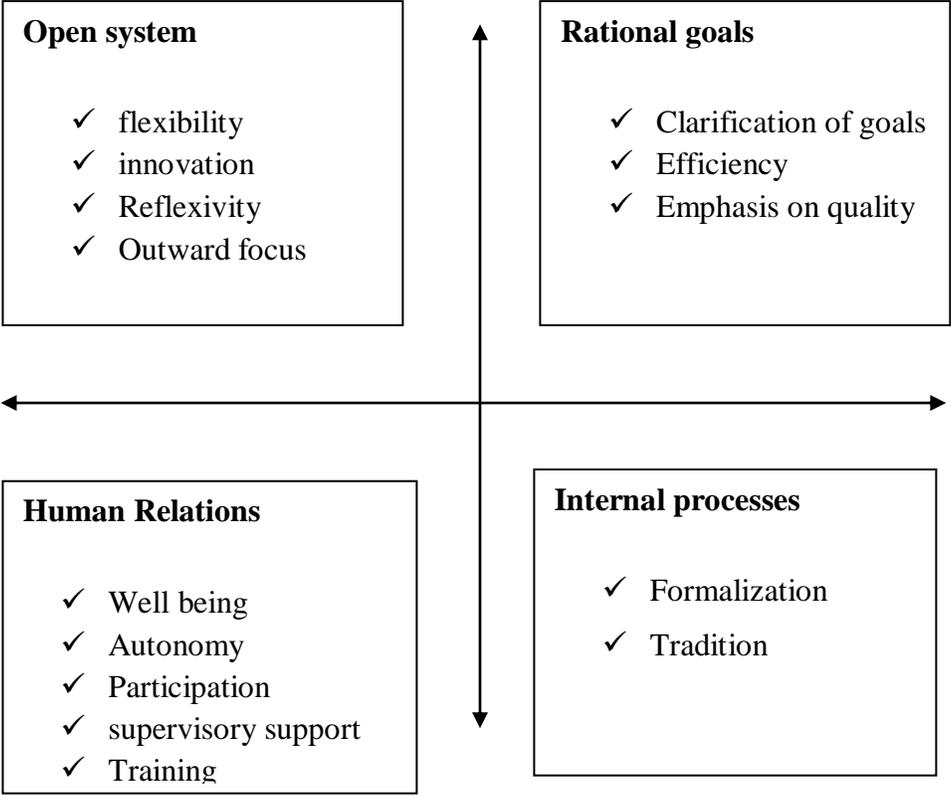 Open system
✓ flexibility
✓ innovation
✓ Reflexivity
✓ Outward focus
Rational goals
✓ Clarification of goals
✓ Efficiency
✓ Emphasis on quality
Human Relations
✓ Well being
✓ Autonomy
✓ Participation
✓ supervisory support
✓ Training
Internal processes
✓ Formalization
✓ Tradition